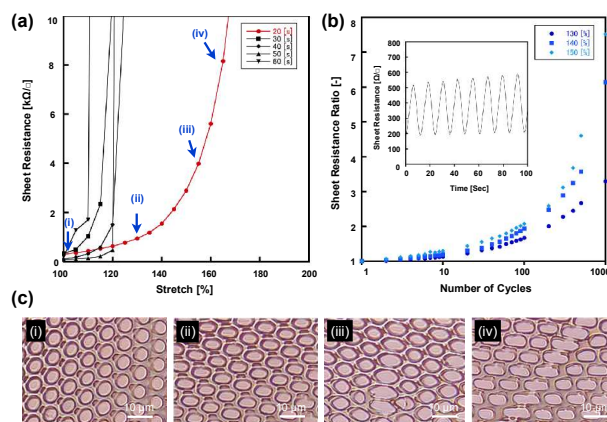 (a)
(b)
10
8
6
4
2
0
Sheet Resistance [kΩ/□]
100
120
140
160
180
200
Stretch [%]
20 [s]
30 [s]
40 [s]
50 [s]
60 [s]
(i)
(ii)
(iii)
(iv)
8
7
6
5
4
3
2
1
Sheet Resistance Ratio [-]
1
10
100
1000
Number of Cycles
130 [%]
140 [%]
150 [%]
Sheet Resistance [Ω/□]
800
700
600
500
400
300
200
100
0
0
20
40
60
80
100
Time [Sec]
(c)
(i)
10 μm
(ii)
10 μm
(iii)
10 μm
(iv)
10 μm